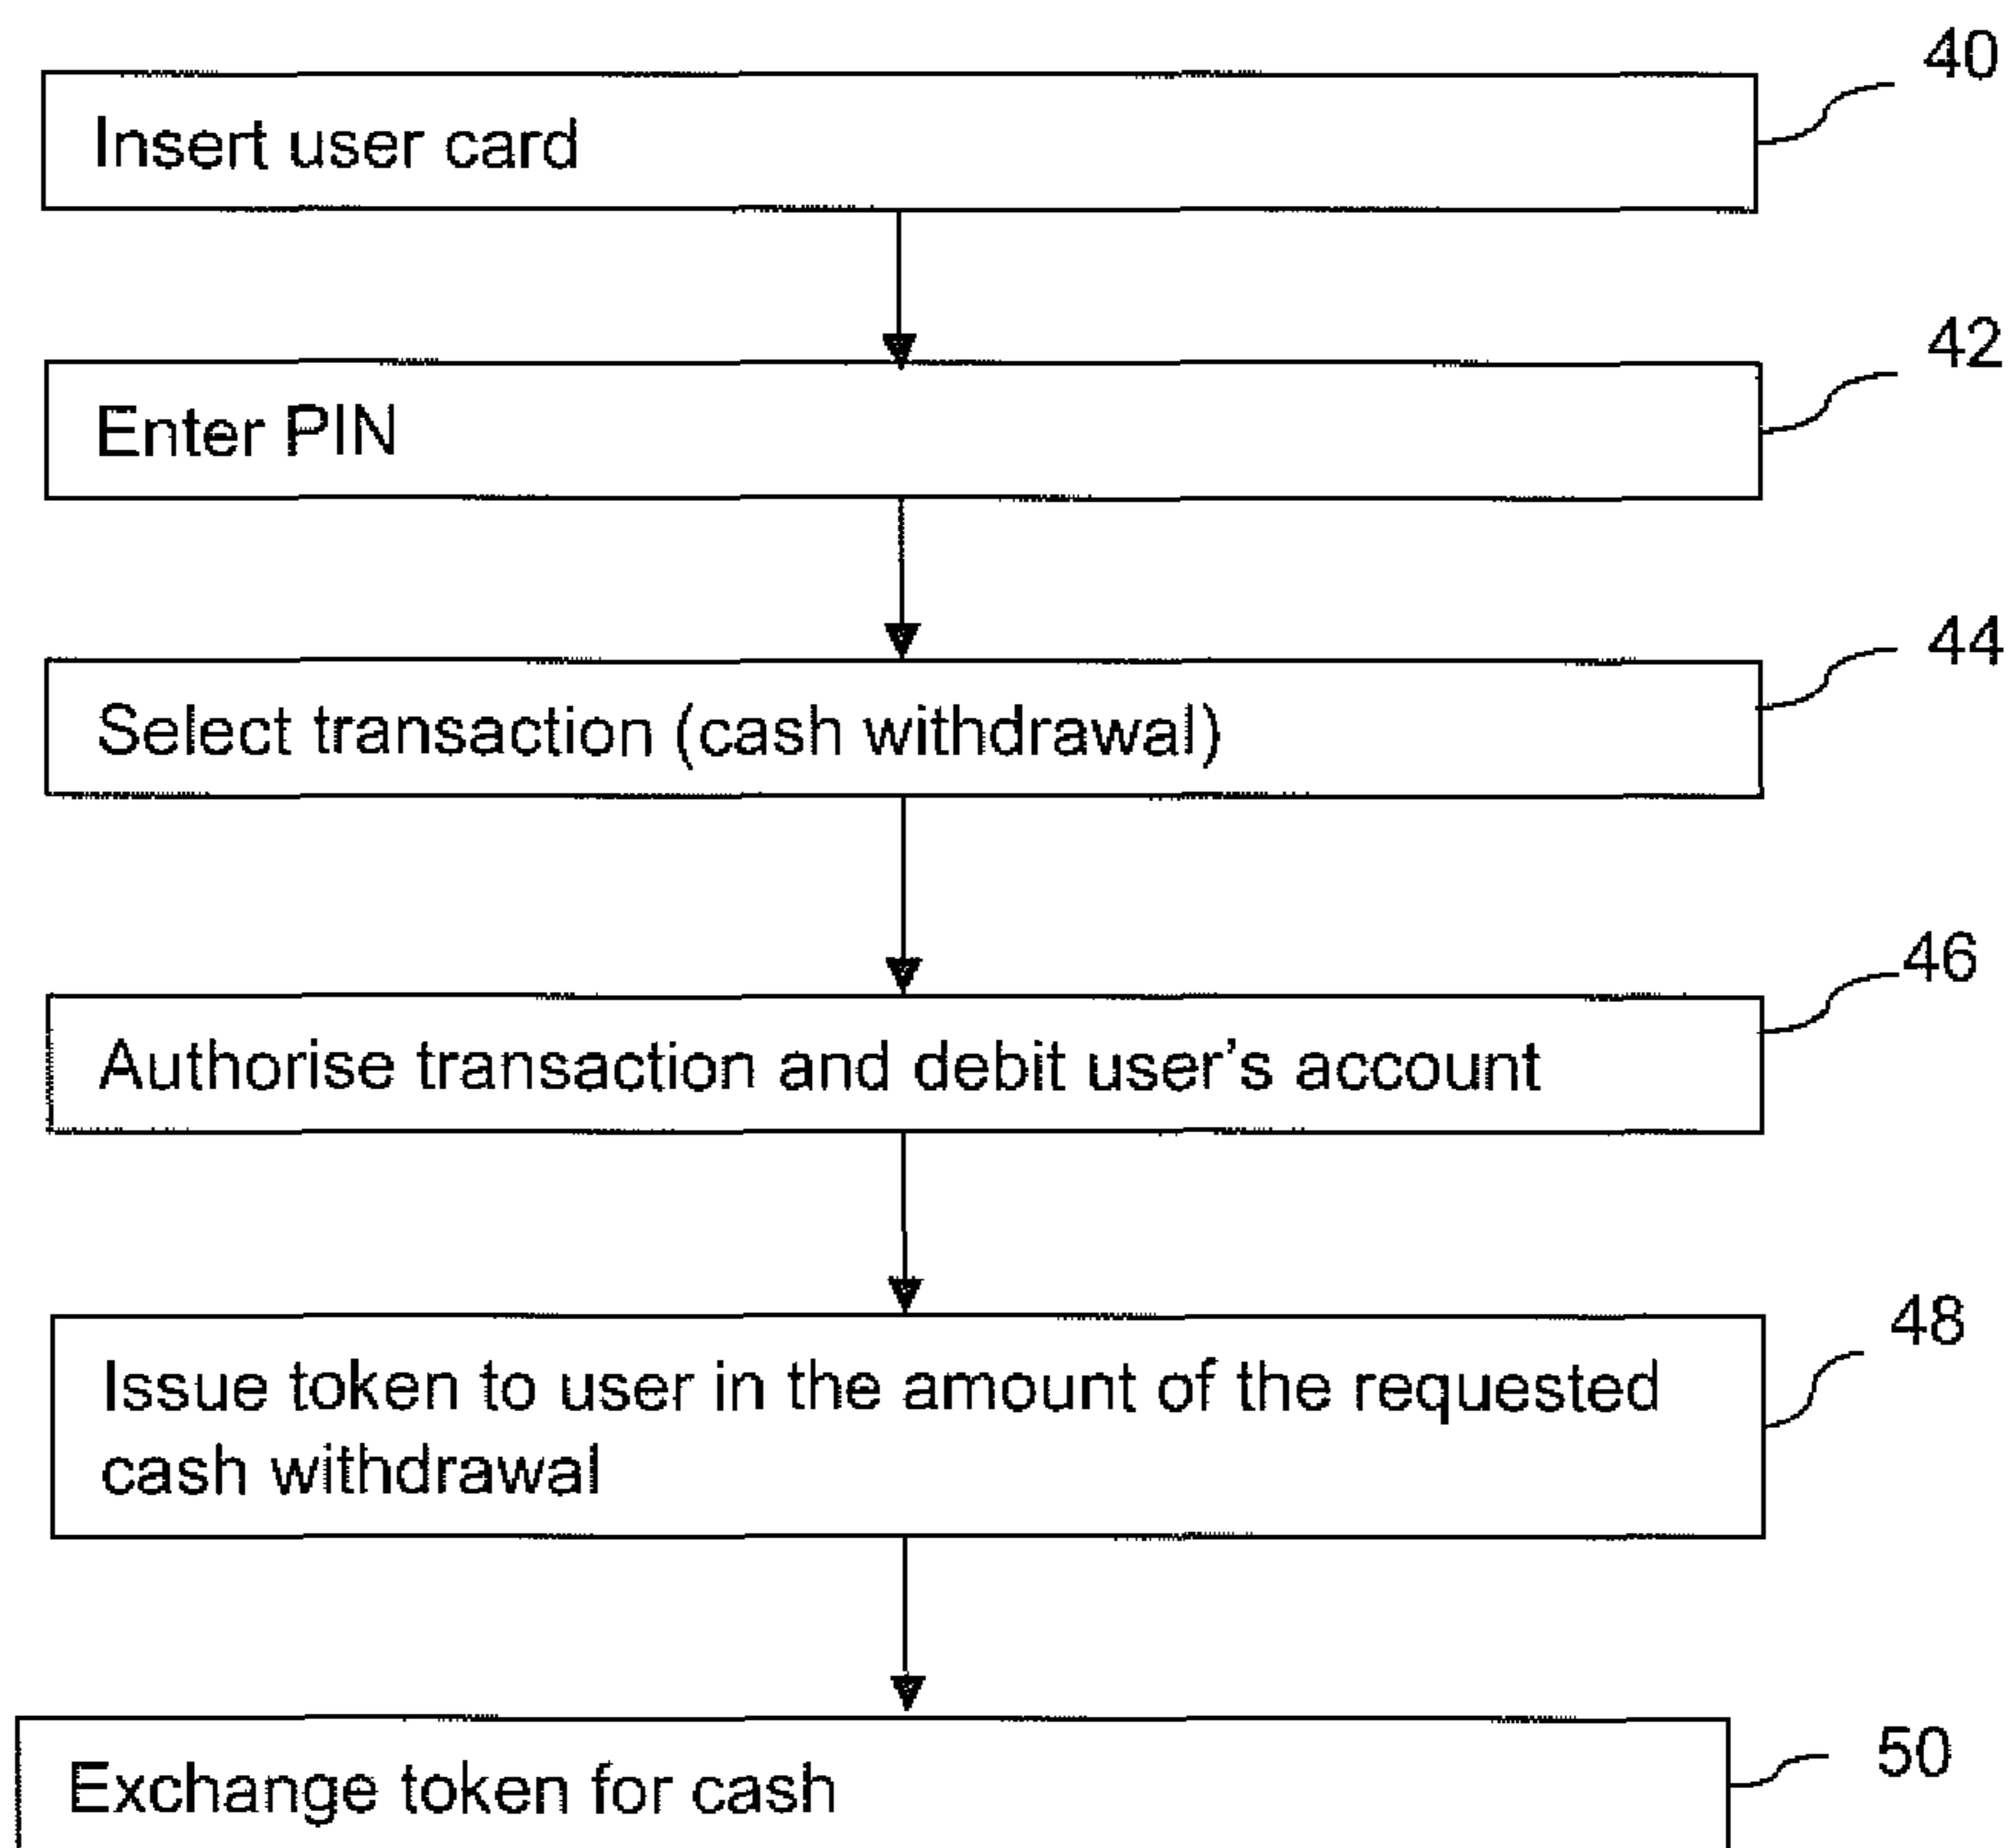 40
Insert user card
42
Enter PIN
44
Select transaction (cash withdrawal)
46
Authorise transaction and debit user's account
48
Issue token to user in the amount of the requested
cash withdrawal
50
Exchange token for cash